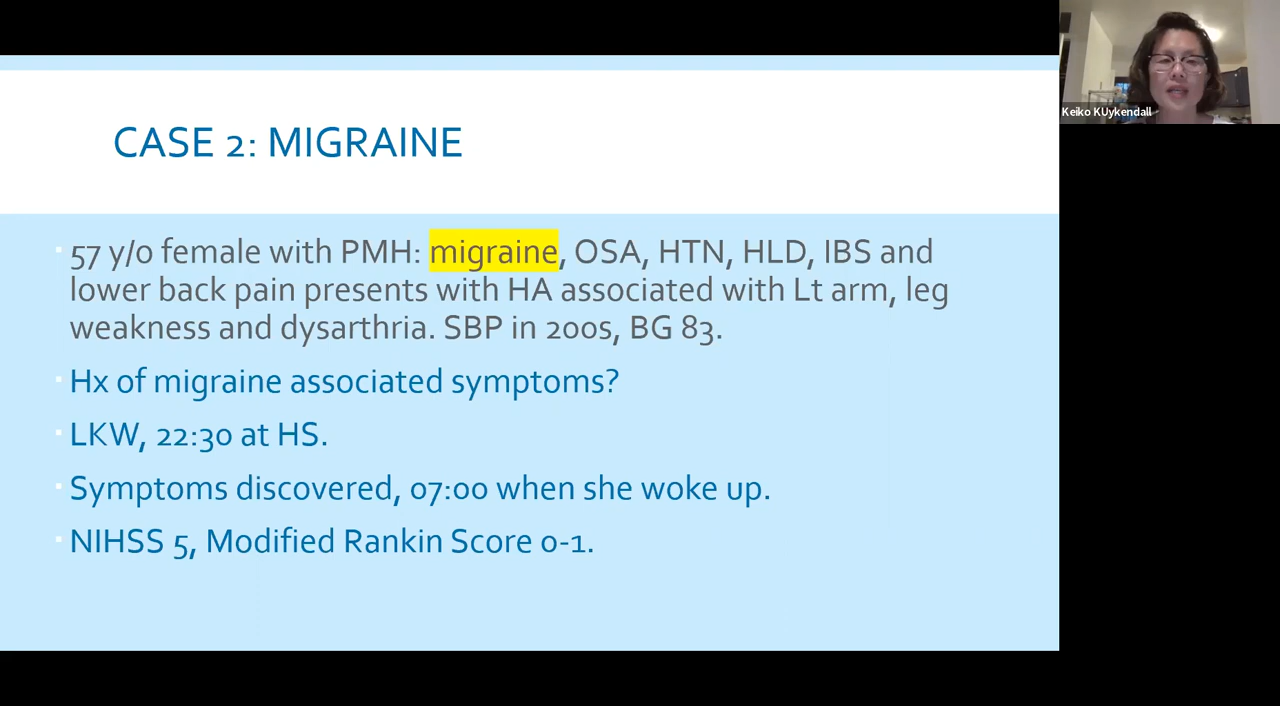 CASE 2: MIGRAINE
57 y/o female with PMH: migraine, OSA, HTN, HLD, IBS and
lower back pain presents with HA associated with Lt arm, leg
weakness and dysarthria. SBP in 200s, BG 83.
Hx of migraine associated symptoms?
LKW, 22:30 at HS.
Symptoms discovered, 07:00 when she woke up.
NIHSS 5, Modified Rankin Score 0-1.
Keiko KUykendall